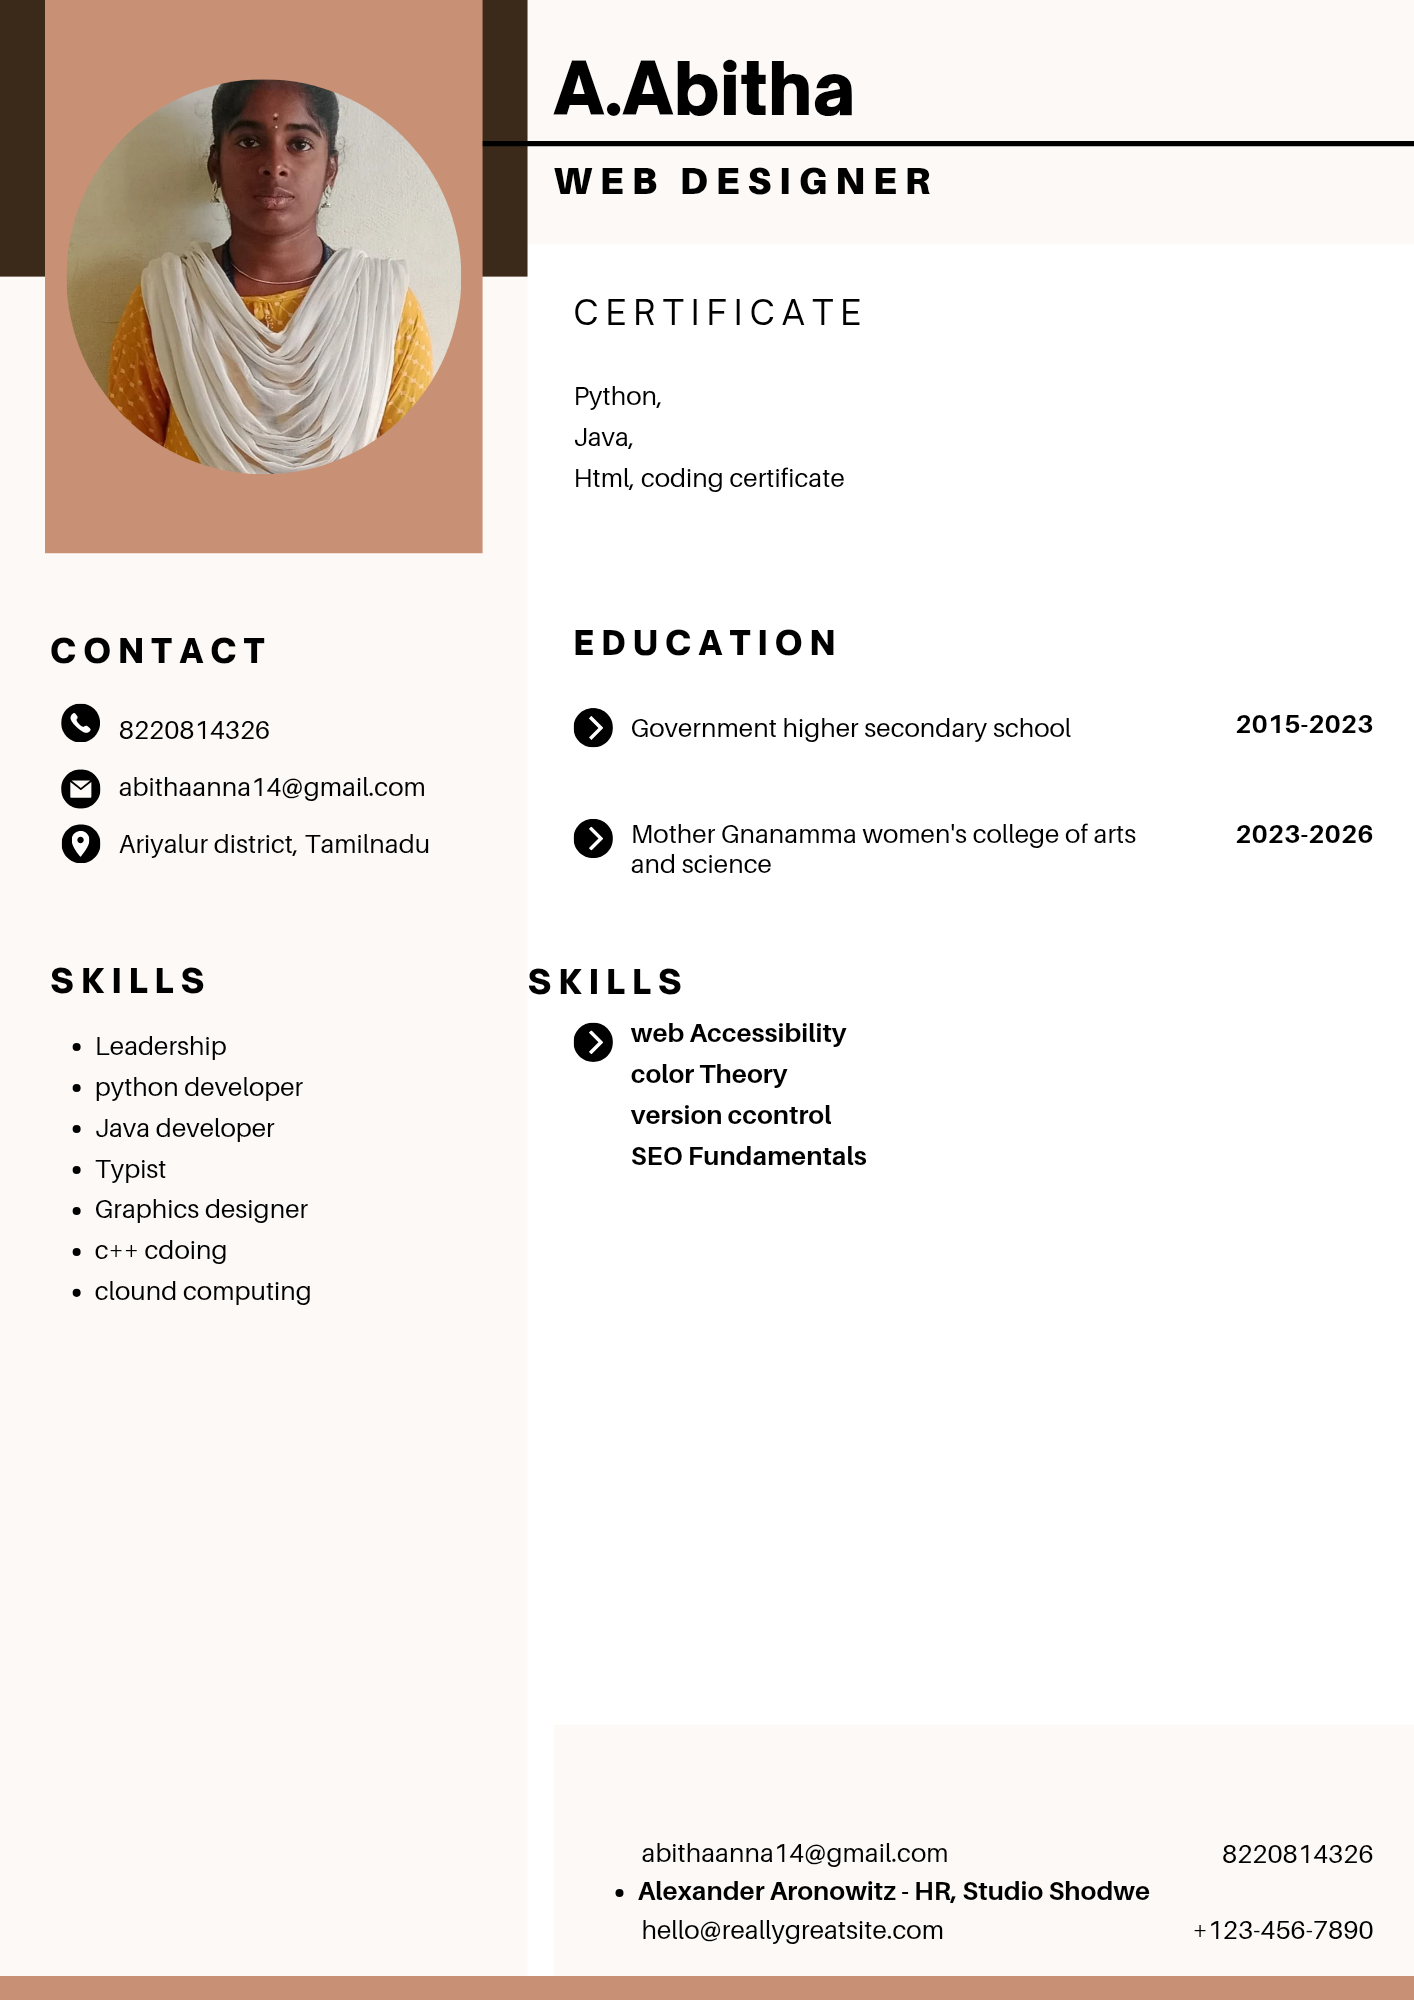 A.Abitha
WEB DESIGNER
CERTIFICATE
Python,
Java,
Html, coding certificate
CONTACT
8220814326
abithaanna14@gmail.com
Ariyalur district, Tamilnadu
EDUCATION
Government higher secondary school 2015-2023
Mother Gnanamma women's college of arts 2023-2026
and science
SKILLS
Leadership
python developer
Java developer
Typist
Graphics designer
c++ cdoing
clound computing
SKILLS
web Accessibility
color Theory
version ccontrol
SEO Fundamentals
abithaanna14@gmail.com 8220814326
Alexander Aronowitz - HR, Studio Shodwe
hello@reallygreatsite.com +123-456-7890